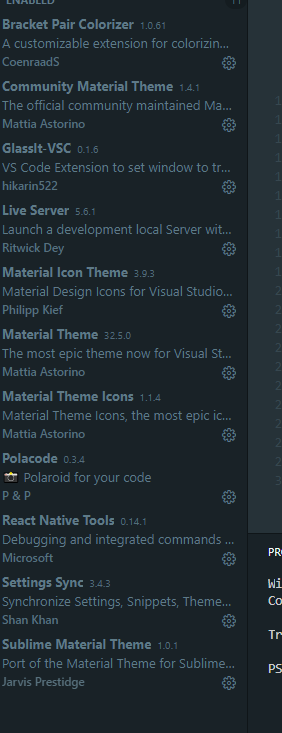 ENABLED 11
Bracket Pair Colorizer 1.0.61
A customizable extension for colorizin...
CoenraadS
Community Material Theme 1.4.1
The official community maintained Ma...
Mattia Astorino
GlassIt-VSC 0.1.6
VS Code Extension to set window to tr...
hikarin522
Live Server 5.6.1
Launch a development local Server wit...
Ritwick Dey
Material Icon Theme 3.9.3
Material Design Icons for Visual Studio...
Philipp Kief
Material Theme 32.5.0
The most epic theme now for Visual St...
Mattia Astorino
Material Theme Icons 1.1.4
Material Theme Icons, the most epic ic...
Mattia Astorino
Polacode 0.3.4
📸 Polaroid for your code
P & P
React Native Tools 0.14.1
Debugging and integrated commands ...
Microsoft
Settings Sync 3.4.3
Synchronize Settings, Snippets, Theme...
Shan Khan
Sublime Material Theme 1.0.1
Port of the Material Theme for Sublime...
Jarvis Prestidge
PRO
Wi
Co
Tr
PS